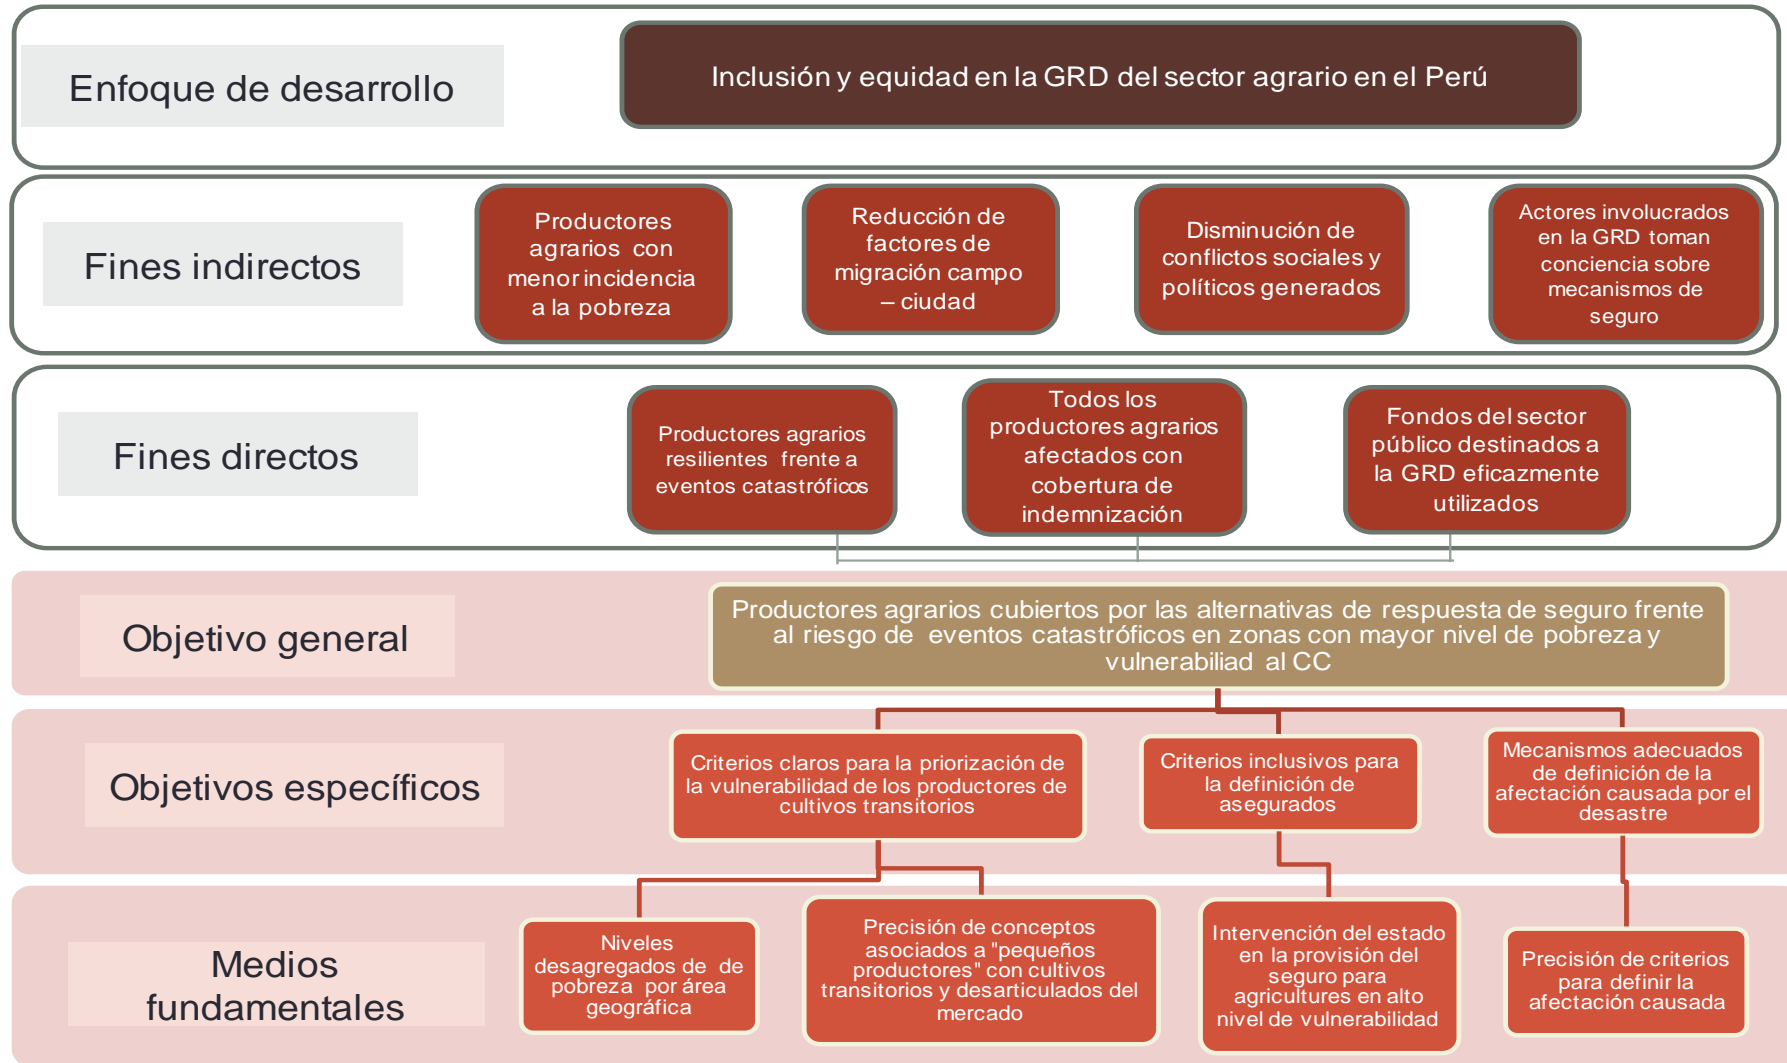 Enfoque de desarrollo
Inclusión y equidad en la GRD del sector agrario en el Perú
Fines indirectos
Productores
agrarios con
menor incidencia
a la pobreza
Reducción de
factores de
migración campo
– ciudad
Disminución de
conflictos sociales y
políticos generados
Actores involucrados
en la GRD toman
conciencia sobre
mecanismos de
seguro
Fines directos
Productores agrarios
resilientes frente a
eventos catastróficos
Todos los
productores agrarios
afectados con
cobertura de
indemnización
Fondos del sector
público destinados a
la GRD eficazmente
utilizados
Objetivo general
Productores agrarios cubiertos por las alternativas de respuesta de seguro frente
al riesgo de eventos catastróficos en zonas con mayor nivel de pobreza y
vulnerabiliad al CC
Objetivos específicos
Criterios claros para la priorización de
la vulnerabilidad de los productores de
cultivos transitorios
Criterios inclusivos para
la definición de
asegurados
Mecanismos adecuados
de definición de la
afectación causada por el
desastre
Medios
fundamentales
Niveles
desagregados de de
pobreza por área
geográfica
Precisión de conceptos
asociados a "pequeños
productores" con cultivos
transitorios y desarticulados del
mercado
Intervención del estado
en la provisión del
seguro para
agricultures en alto
nivel de vulnerabilidad
Precisión de criterios
para definir la
afectación causada